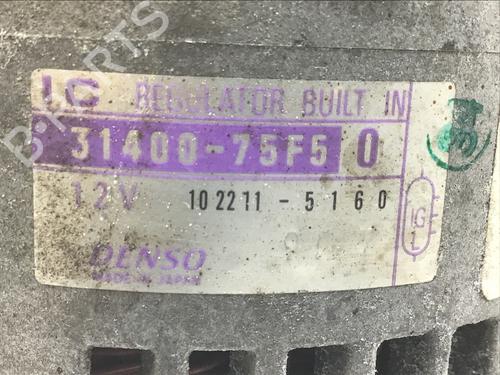 B-PARTS
IC REGULATOR BUILT IN
31400-75F5 0
12V 102211-5160
IG
L
DENSO
MADE IN JAPAN